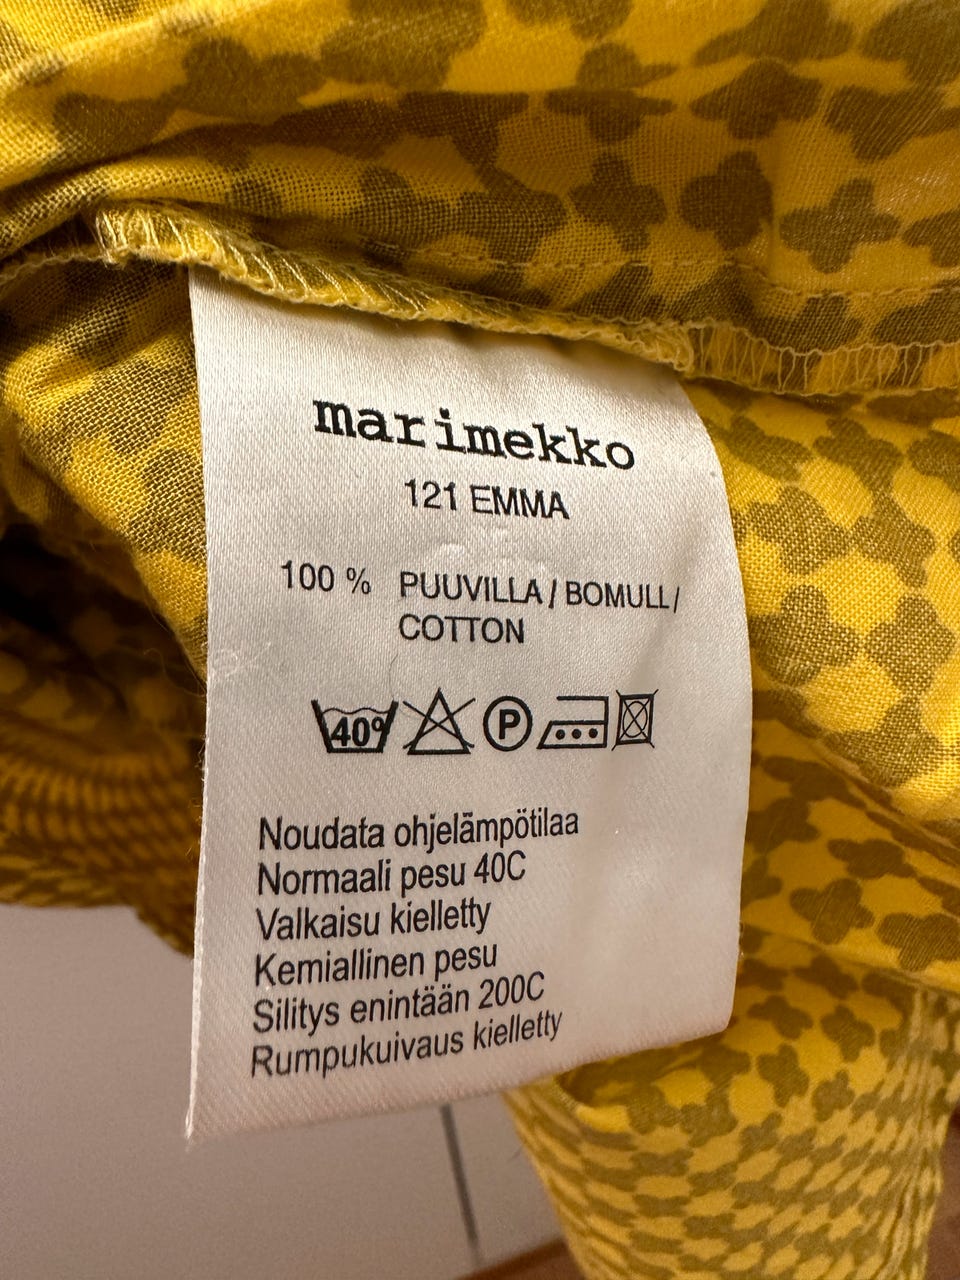 marimekko
121 EMMA
100 % PUUVILLA / BOMULL /
COTTON
40° P
Noudata ohjelämpötilaa
Normaali pesu 40C
Valkaisu kielletty
Kemiallinen pesu
Silitys enintään 200C
Rumpukuivaus kielletty